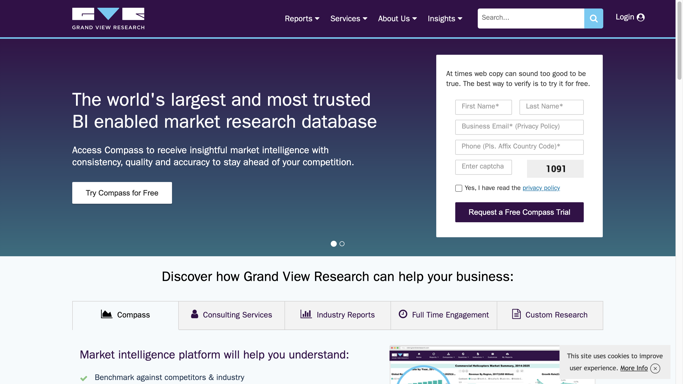 Reports
Services
About Us
Insights
Search...
Login
GRAND VIEW RESEARCH
At times web copy can sound too good to be
true. The best way to verify is to try it for free.
The world's largest and most trusted
BI enabled market research database
First Name*
Last Name*
Business Email* (Privacy Policy)
Access Compass to receive insightful market intelligence with
consistency, quality and accuracy to stay ahead of your competition.
Phone (Pls. Affix Country Code)*
Enter captcha
1091
Try Compass for Free
Yes, I have read the privacy policy
Request a Free Compass Trial
Discover how Grand View Research can help your business:
Compass
Consulting Services
Industry Reports
Full Time Engagement
Custom Research
Market intelligence platform will help you understand:
Benchmark against competitors & industry
This site uses cookies to improve
user experience. More Info